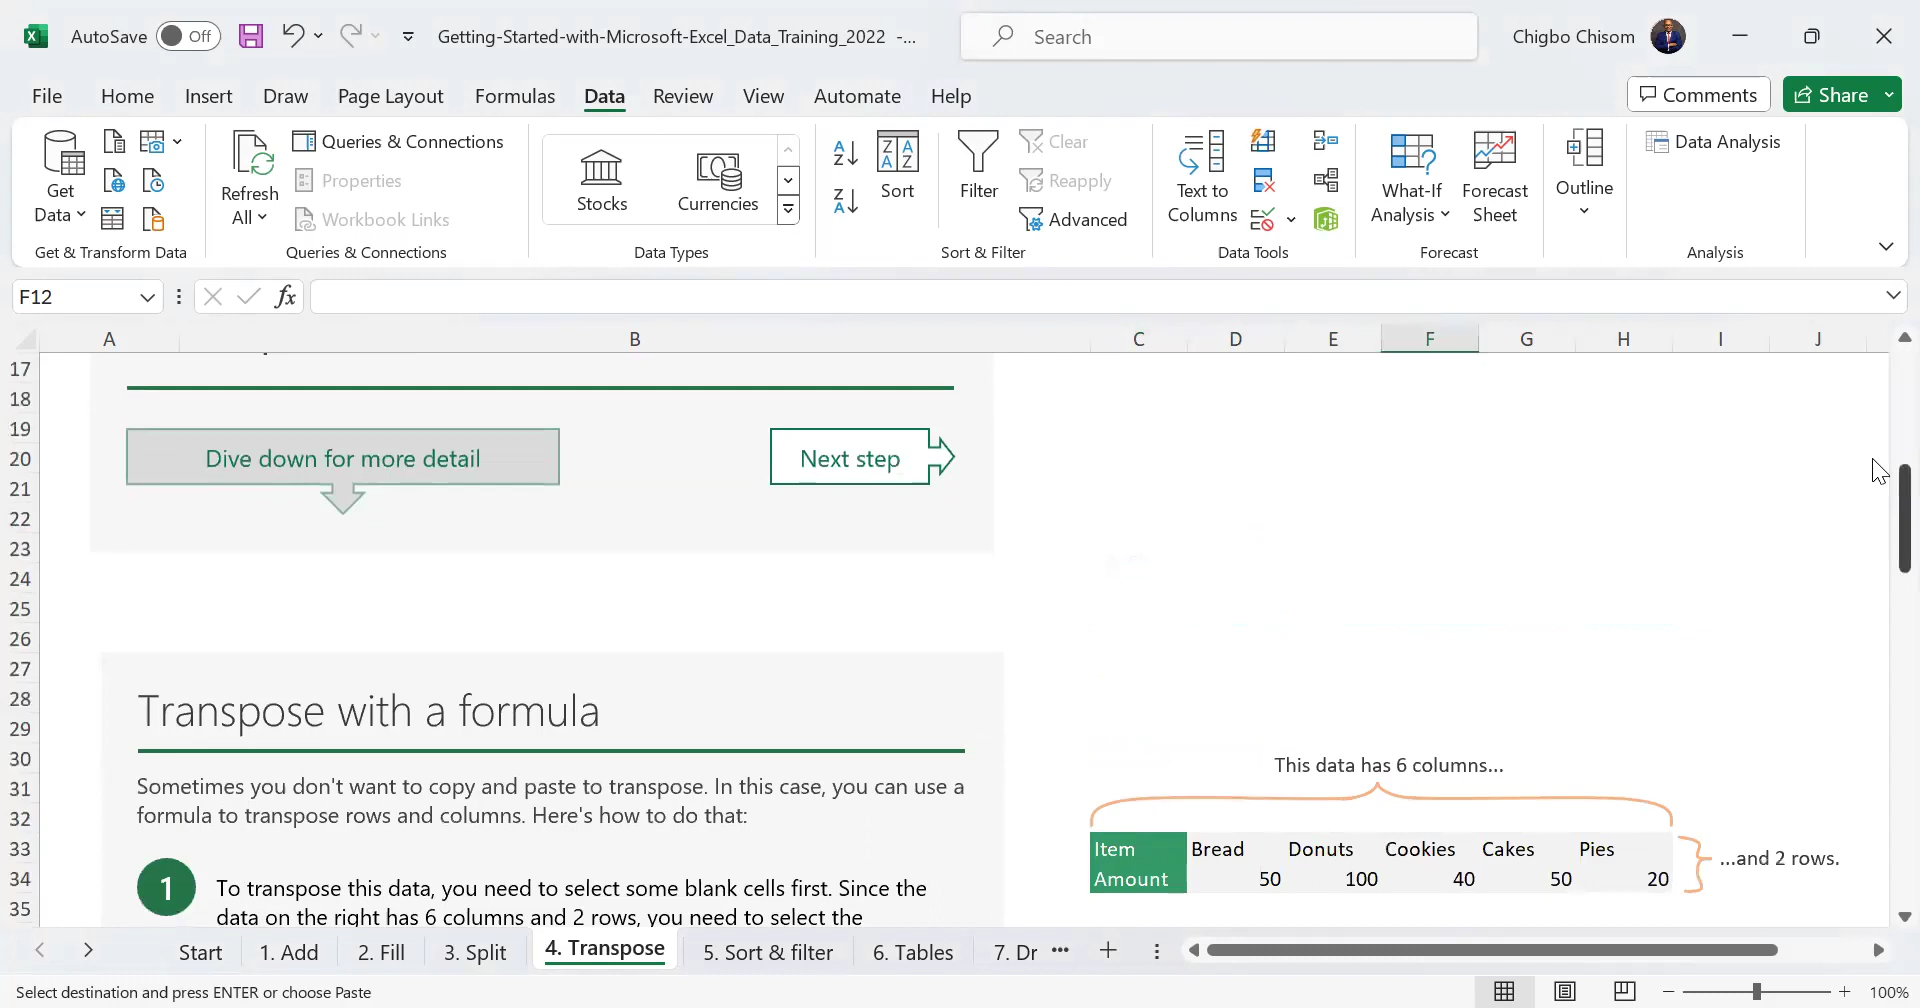 AutoSave Off Getting-Started-with-Microsoft-Excel_Data_Training_2022 -... Search Chigbo Chisom
File Home Insert Draw Page Layout Formulas Data Review View Automate Help Comments Share
Get Data
Refresh All
Queries & Connections
Properties
Workbook Links
Stocks
Currencies
Sort
Filter
Clear
Reapply
Advanced
Text to Columns
What-If Analysis
Forecast Sheet
Outline
Data Analysis
Get & Transform Data Queries & Connections Data Types Sort & Filter Data Tools Forecast Analysis
F12 fx
A B C D E F G H I J
17
18
19
20
21
22
23
24
25
26
27
28
29
30
31
32
33
34
35
Dive down for more detail Next step
Transpose with a formula
Sometimes you don't want to copy and paste to transpose. In this case, you can use a
formula to transpose rows and columns. Here's how to do that:
1 To transpose this data, you need to select some blank cells first. Since the
data on the right has 6 columns and 2 rows, you need to select the
This data has 6 columns...
Item Bread Donuts Cookies Cakes Pies
Amount 50 100 40 50 20
...and 2 rows.
Start 1. Add 2. Fill 3. Split 4. Transpose 5. Sort & filter 6. Tables 7. Dr ...
Select destination and press ENTER or choose Paste 100%